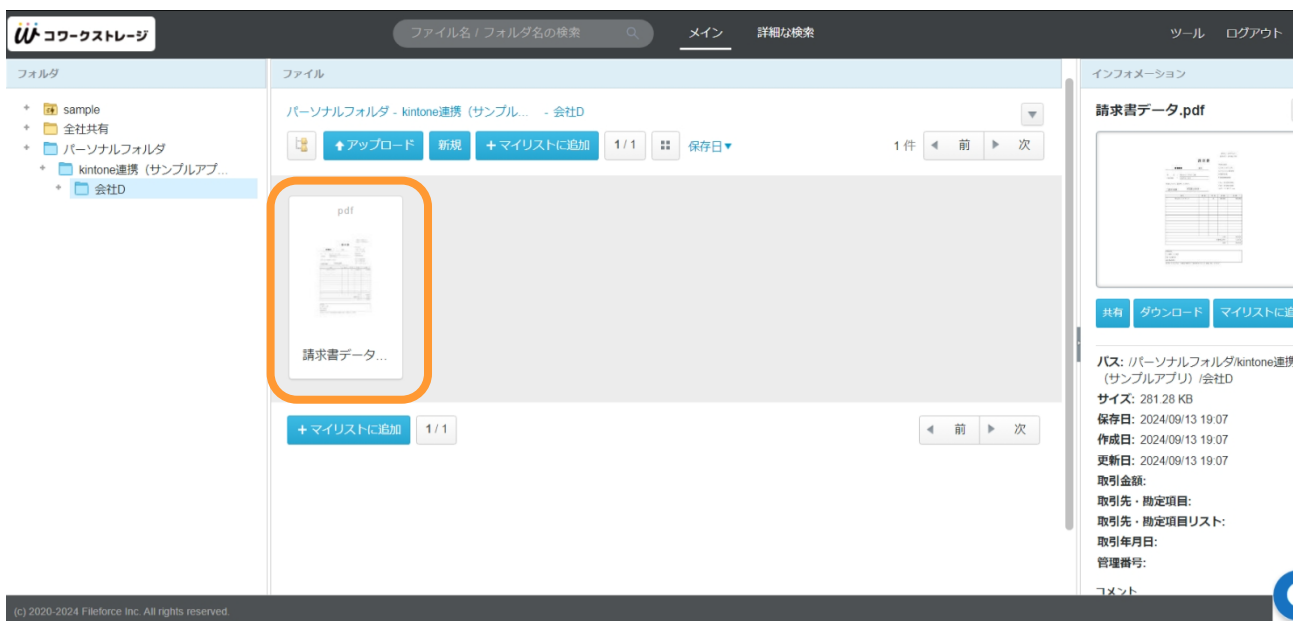 コワークストレージ
ファイル名 / フォルダ名の検索
メイン
詳細な検索
ツール
ログアウト
フォルダ
sample
全社共有
パーソナルフォルダ
kintone連携（サンプルアプ...
会社D
ファイル
パーソナルフォルダ - kintone連携（サンプル... - 会社D
アップロード
新規
+ マイリストに追加
1 / 1
保存日▼
1 件
前
次
pdf
請求書データ...
+ マイリストに追加
1 / 1
前
次
インフォメーション
請求書データ.pdf
共有
ダウンロード
マイリストに追
パス: /パーソナルフォルダ/kintone連携
（サンプルアプリ）/会社D
サイズ: 281.28 KB
保存日: 2024/09/13 19:07
作成日: 2024/09/13 19:07
更新日: 2024/09/13 19:07
取引金額:
取引先・勘定項目:
取引先・勘定項目リスト:
取引年月日:
管理番号:
コメント
(c) 2020-2024 Fileforce Inc. All rights reserved.